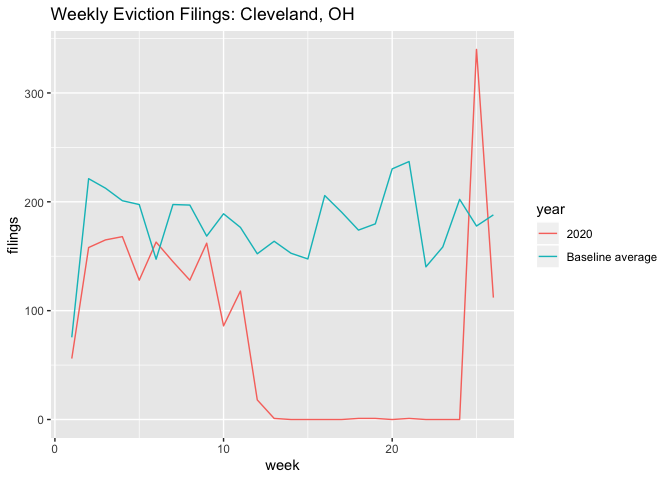 Weekly Eviction Filings: Cleveland, OH
300
200
100
0
filings
0 10 20
week
year
2020
Baseline average